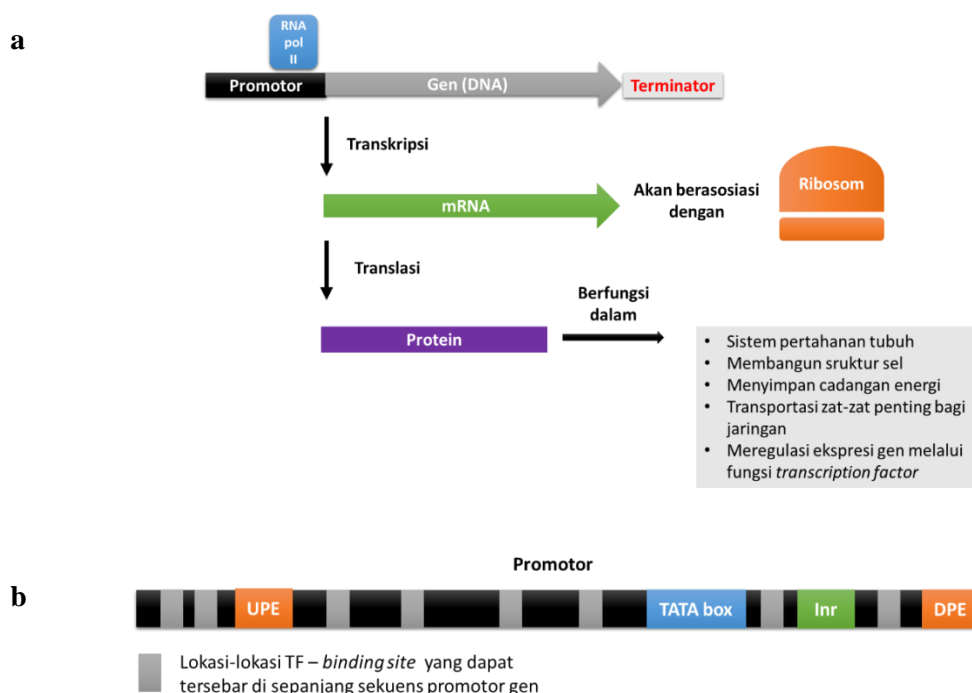 a
RNA
pol
II
Promotor
Gen (DNA)
Terminator
Transkripsi
mRNA
Akan berasosiasi
dengan
Ribosom
Translasi
Berfungsi
dalam
Protein
• Sistem pertahanan tubuh
• Membangun sruktur sel
• Menyimpan cadangan energi
• Transportasi zat-zat penting bagi
jaringan
• Meregulasi ekspresi gen melalui
fungsi transcription factor
Promotor
b
UPE
TATA box
Inr
DPE
Lokasi-lokasi TF – binding site yang dapat
tersebar di sepanjang sekuens promotor gen